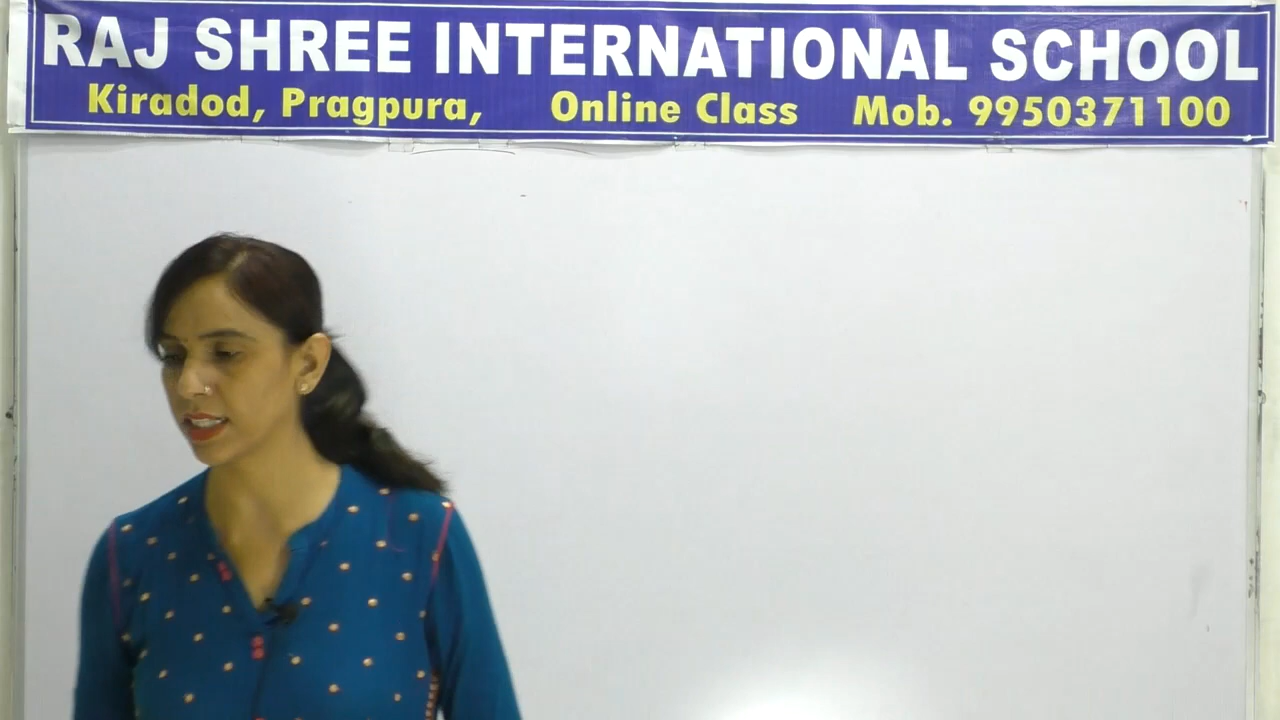 RAJ SHREE INTERNATIONAL SCHOOL
Kiradod, Pragpura, Online Class Mob. 9950371100